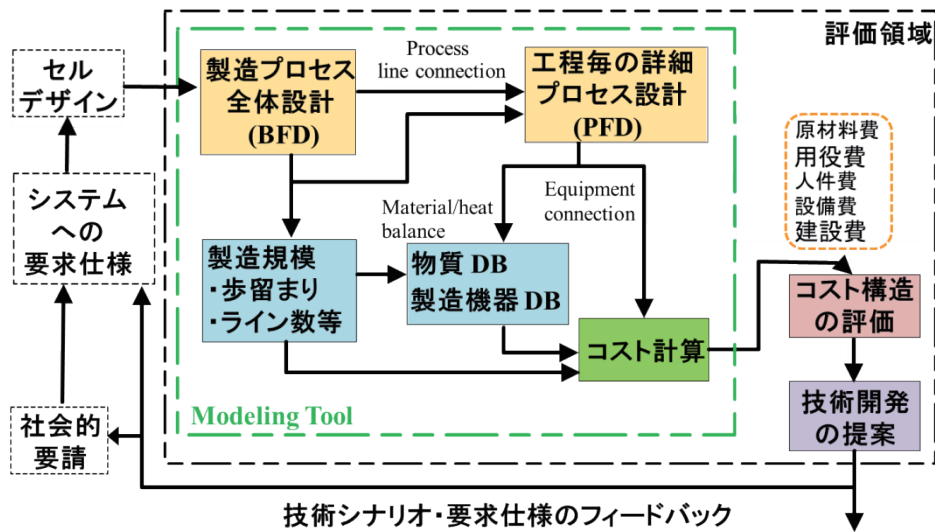 評価領域
セル
デザイン
製造プロセス
全体設計
(BFD)
Process
line connection
工程毎の詳細
プロセス設計
(PFD)
原材料費
用役費
人件費
設備費
建設費
システム
への
要求仕様
Material/heat
balance
Equipment
connection
製造規模
・歩留まり
・ライン数等
物質 DB
製造機器 DB
コスト計算
コスト構造
の評価
技術開発
の提案
Modeling Tool
社会的
要請
技術シナリオ・要求仕様のフィードバック